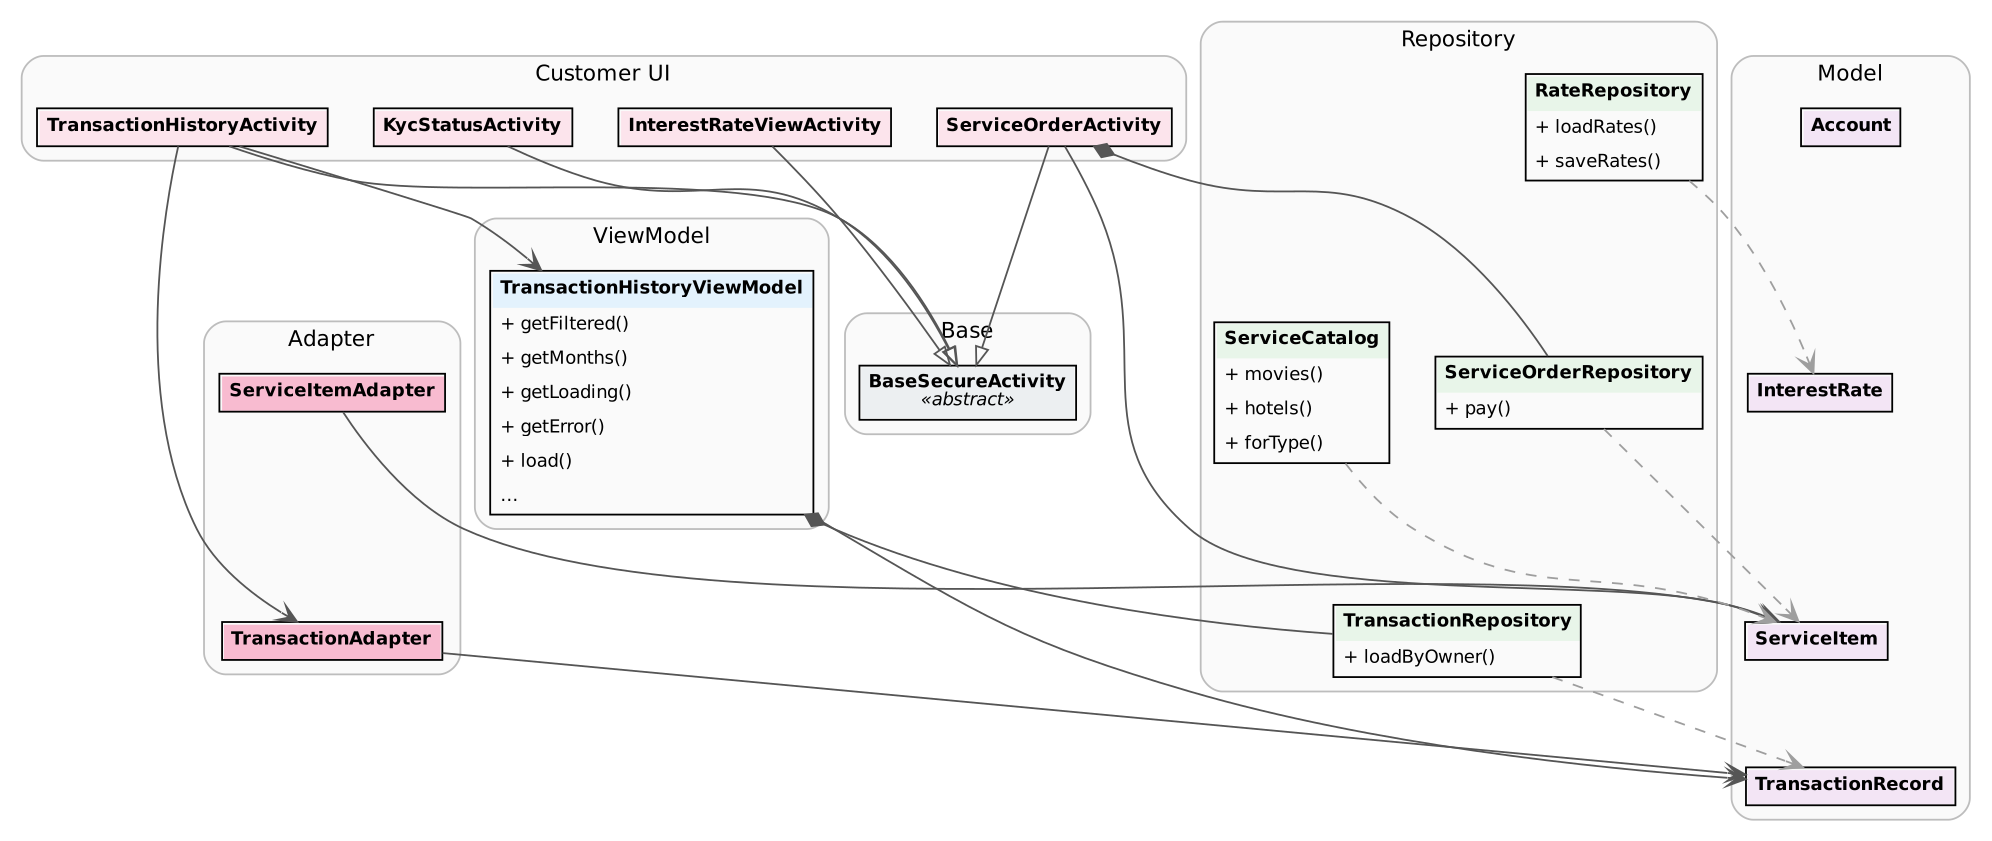 Customer UI
TransactionHistoryActivity
KycStatusActivity
InterestRateViewActivity
ServiceOrderActivity
Repository
RateRepository
+ loadRates()
+ saveRates()
Model
Account
ViewModel
TransactionHistoryViewModel
+ getFiltered()
+ getMonths()
+ getLoading()
+ getError()
+ load()
...
Adapter
ServiceItemAdapter
Base
BaseSecureActivity
«abstract»
ServiceCatalog
+ movies()
+ hotels()
+ forType()
ServiceOrderRepository
+ pay()
InterestRate
TransactionAdapter
TransactionRepository
+ loadByOwner()
ServiceItem
TransactionRecord